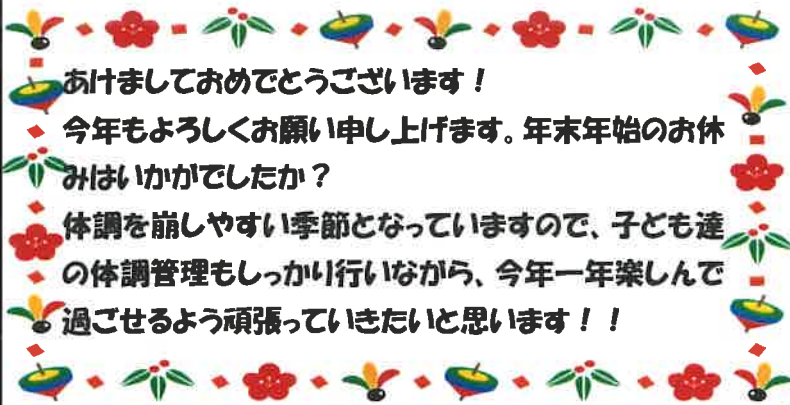 あけましておめでとうございます！
今年もよろしくお願い申し上げます。年末年始のお休
みはいかがでしたか？
体調を崩しやすい季節となっていますので、子ども達
の体調管理もしっかり行いながら、今年一年楽しんで
過ごせるよう頑張っていきたいと思います！！